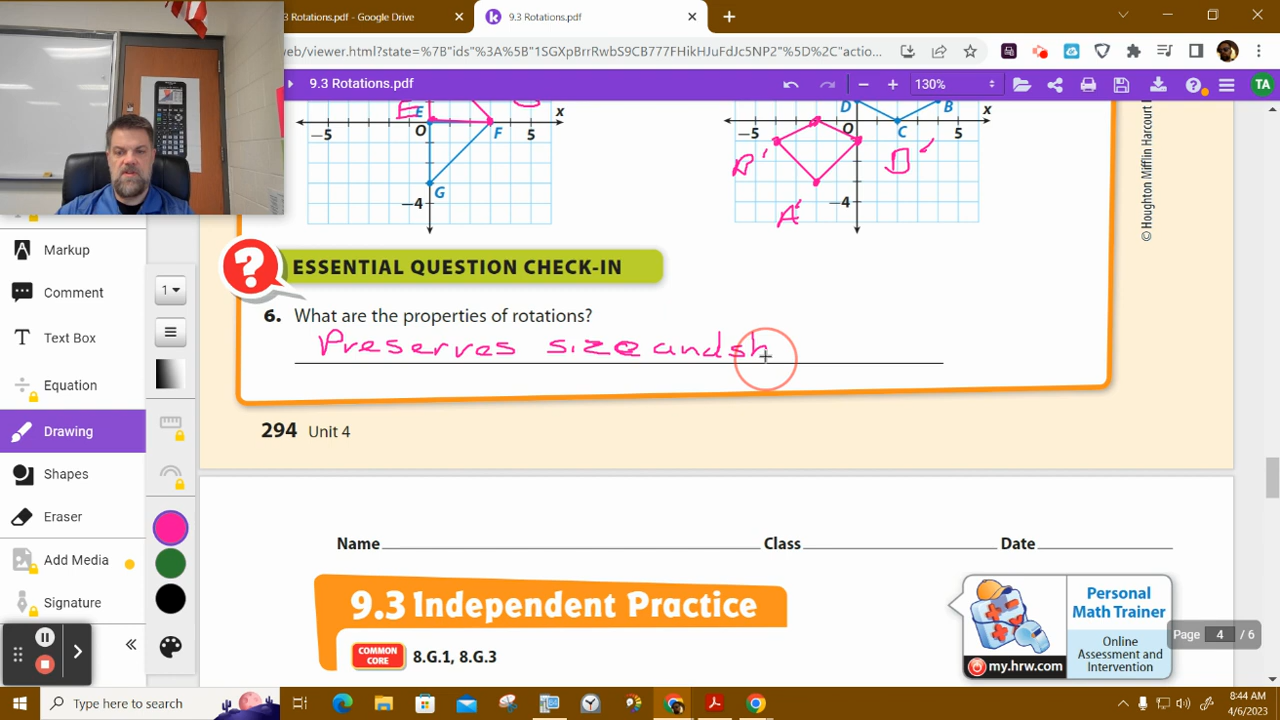 9.3 Rotations.pdf - Google Drive
9.3 Rotations.pdf
web/viewer.html?state=%7B"ids"%3A%5B"1SGXpBrrRwbS9CB777FHikHJuFdJc5NP2"%5D%2C"actio...
9.3 Rotations.pdf
130%
TA
E E
x
-5
O
F
5
G
-4
D
B
x
-5
O
C
5
D'
-4
A'
© Houghton Mifflin Harcourt
?
ESSENTIAL QUESTION CHECK-IN
6. What are the properties of rotations?
Preserves size and sh
294 Unit 4
Name
Class
Date
9.3 Independent Practice
COMMON CORE
8.G.1, 8.G.3
Personal
Math Trainer
Online
Assessment and
Intervention
my.hrw.com
Page 4 / 6
Markup
Comment
Text Box
Equation
Drawing
Shapes
Eraser
Add Media
Signature
1
Type here to search
8:44 AM
4/6/2023